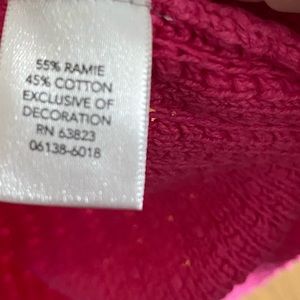 55% RAMIE
45% COTTON
EXCLUSIVE OF
DECORATION
RN 63823
06138-6018